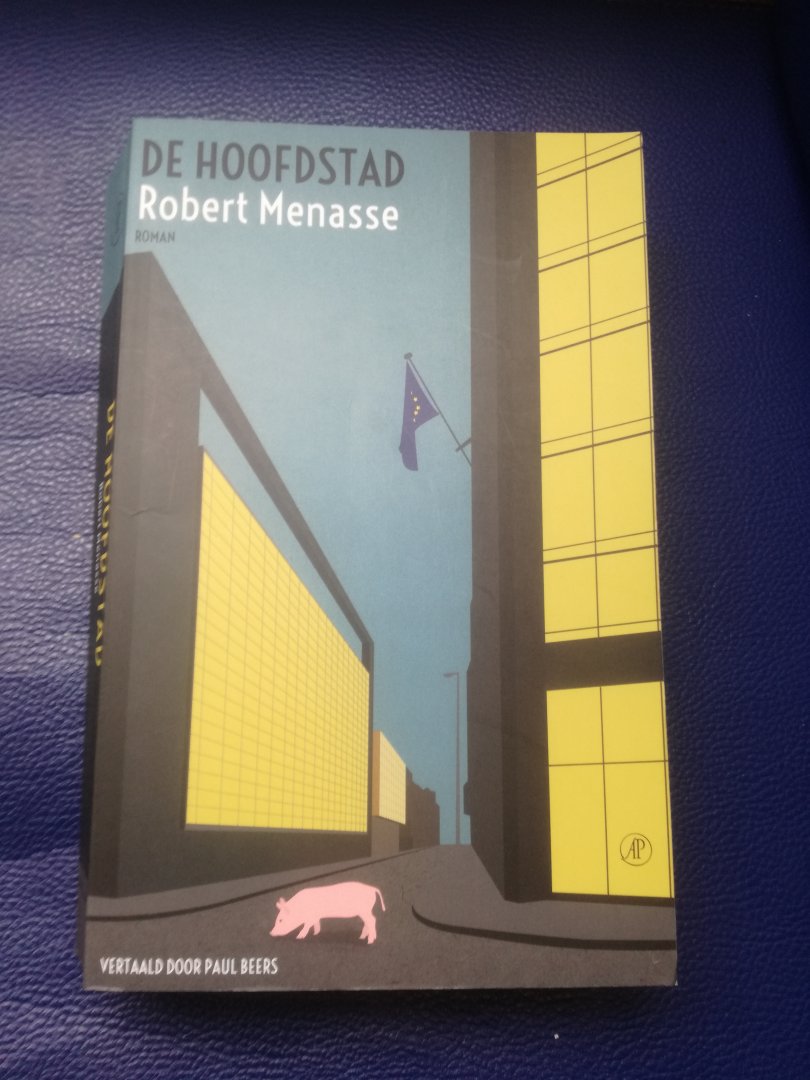 DE HOOFDSTAD
Robert Menasse
ROMAN
DE HOOFDSTAD
AP
VERTAALD DOOR PAUL BEERS